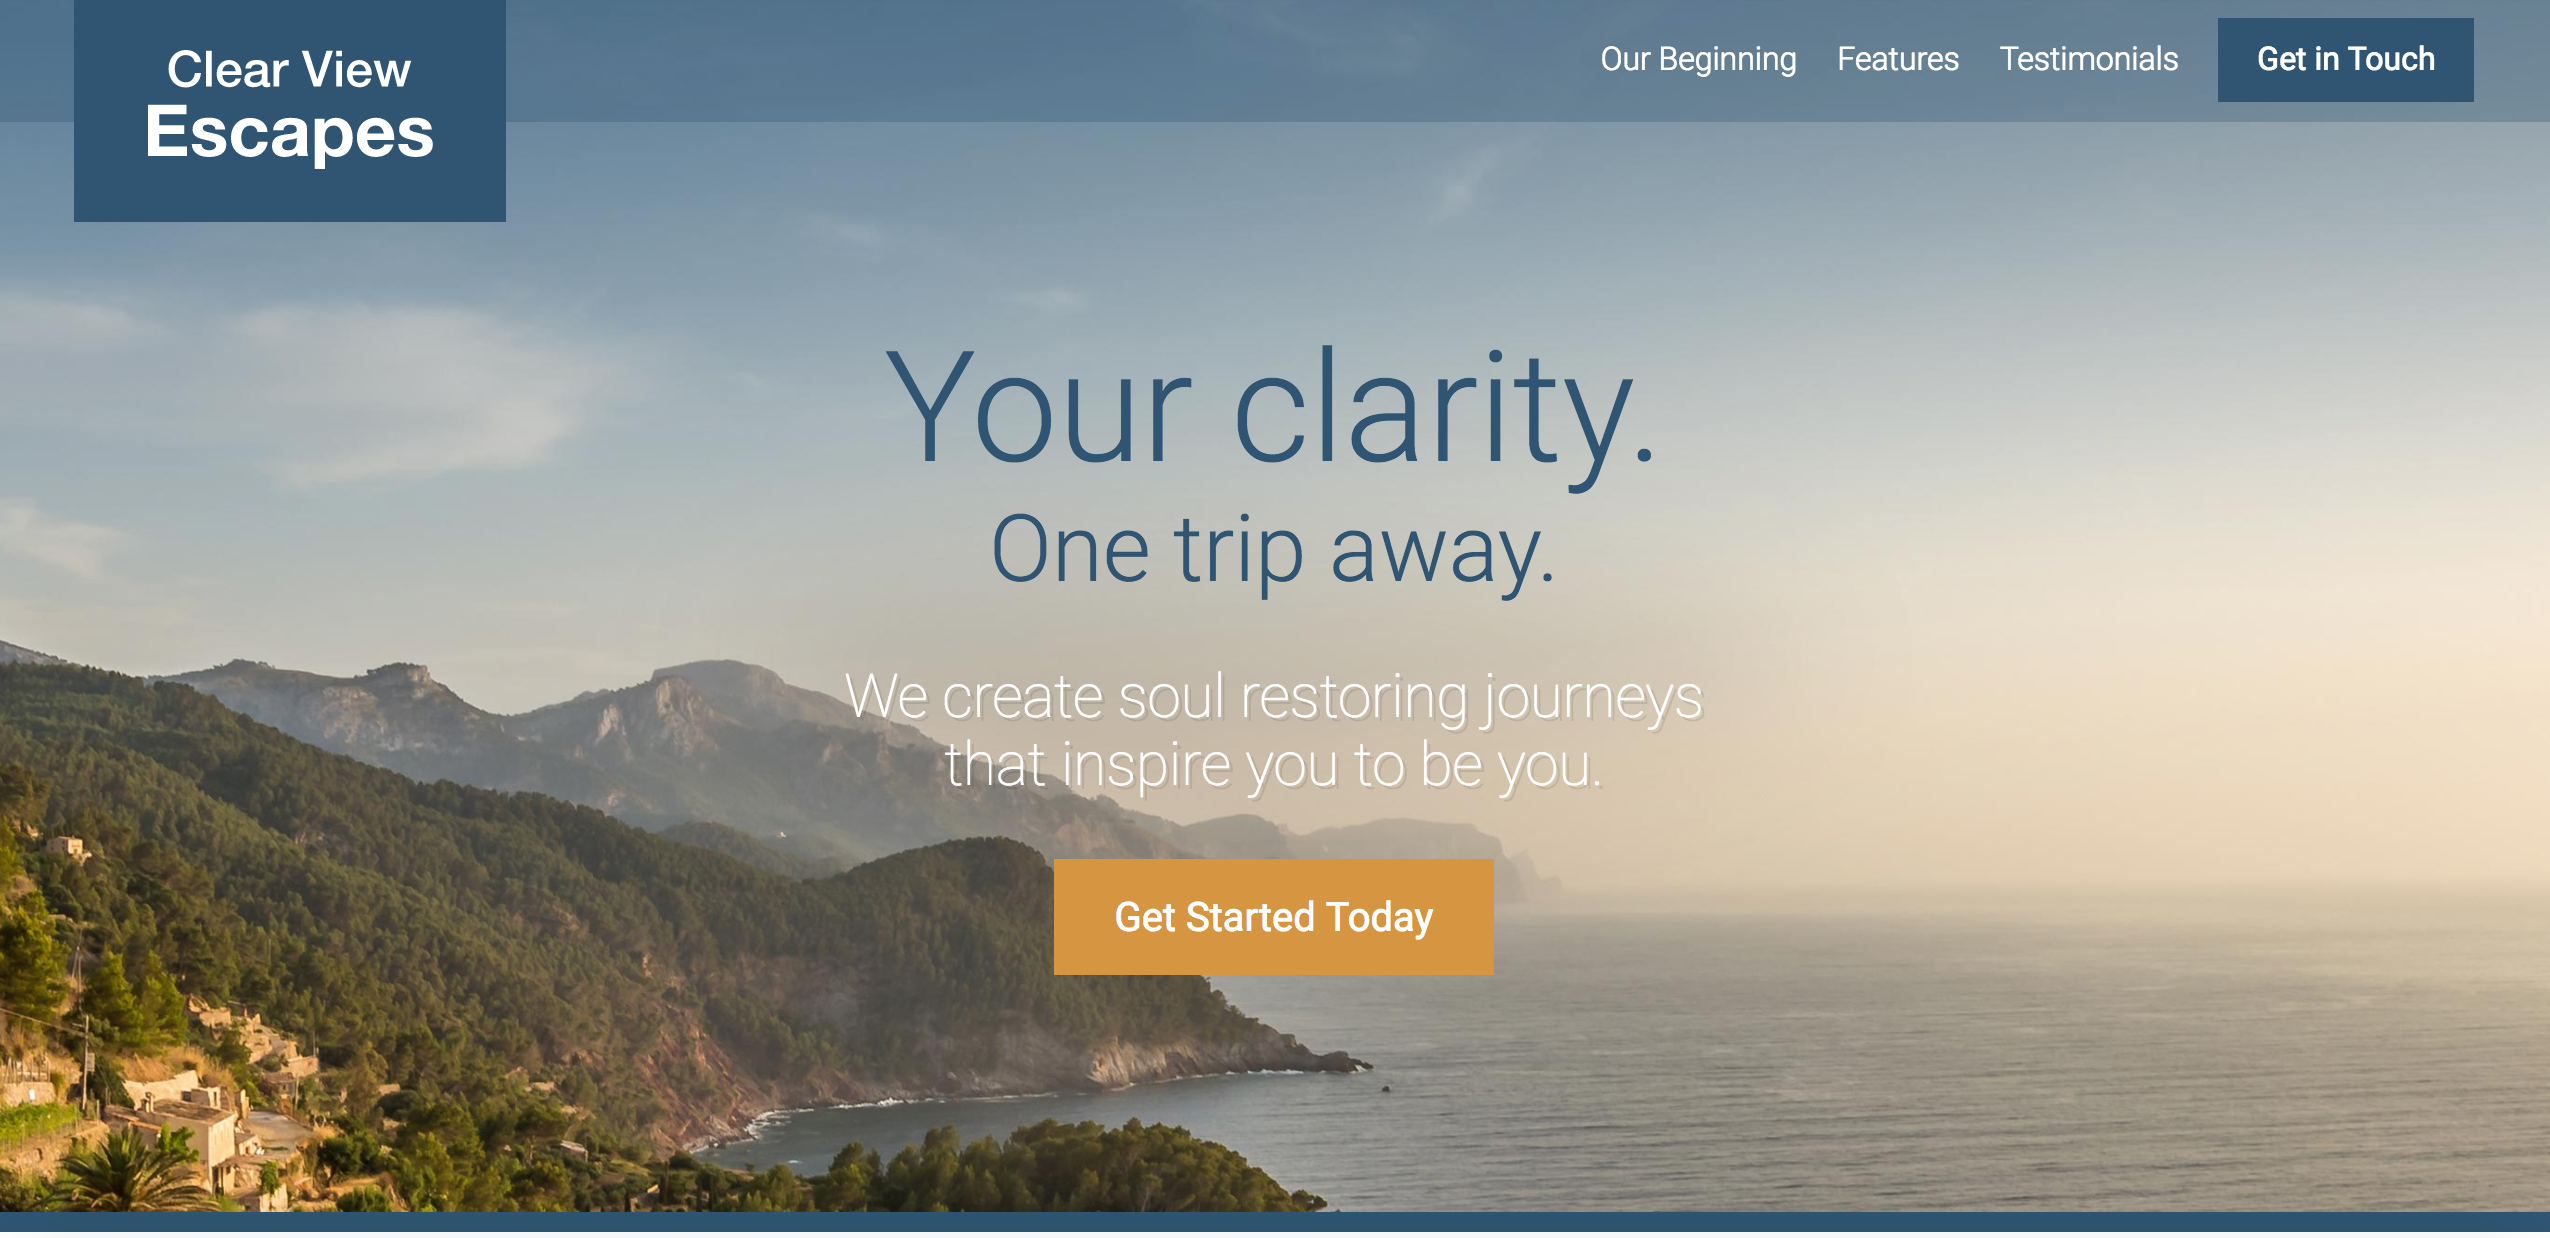 Clear View
Escapes
Our Beginning
Features
Testimonials
Get in Touch
Your clarity.
One trip away.
We create soul restoring journeys
that inspire you to be you.
Get Started Today